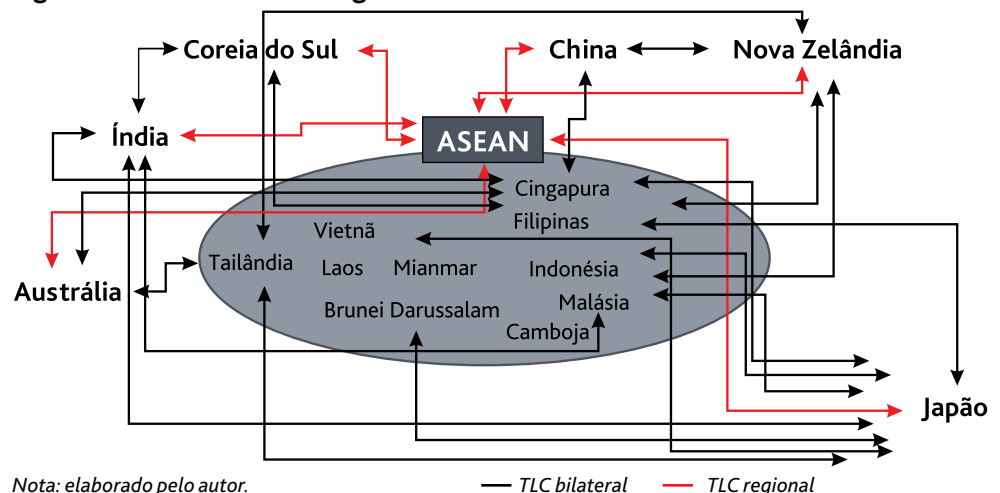 Coreia do Sul
China
Nova Zelândia
Índia
ASEAN
Cingapura
Filipinas
Vietnã
Tailândia
Laos
Mianmar
Indonésia
Austrália
Brunei Darussalam
Malásia
Camboja
Japão
Nota: elaborado pelo autor.
TLC bilateral
TLC regional